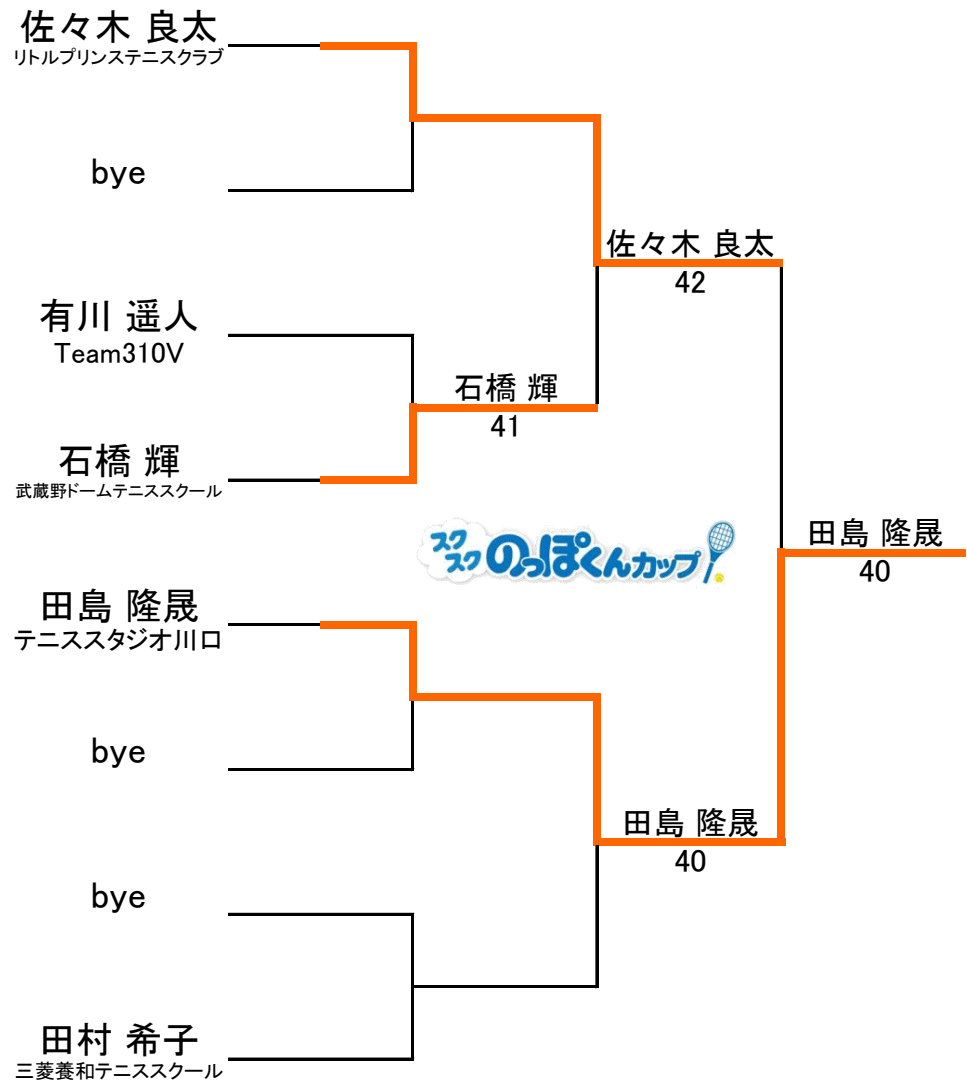 佐々木 良太
リトルプリンステニスクラブ
bye
佐々木 良太
42
有川 遥人
Team310V
石橋 輝
41
石橋 輝
武蔵野ドームテニススクール
スクスク のっぽくんカップ
田島 隆晟
40
田島 隆晟
テニススタジオ川口
bye
田島 隆晟
40
bye
田村 希子
三菱養和テニススクール